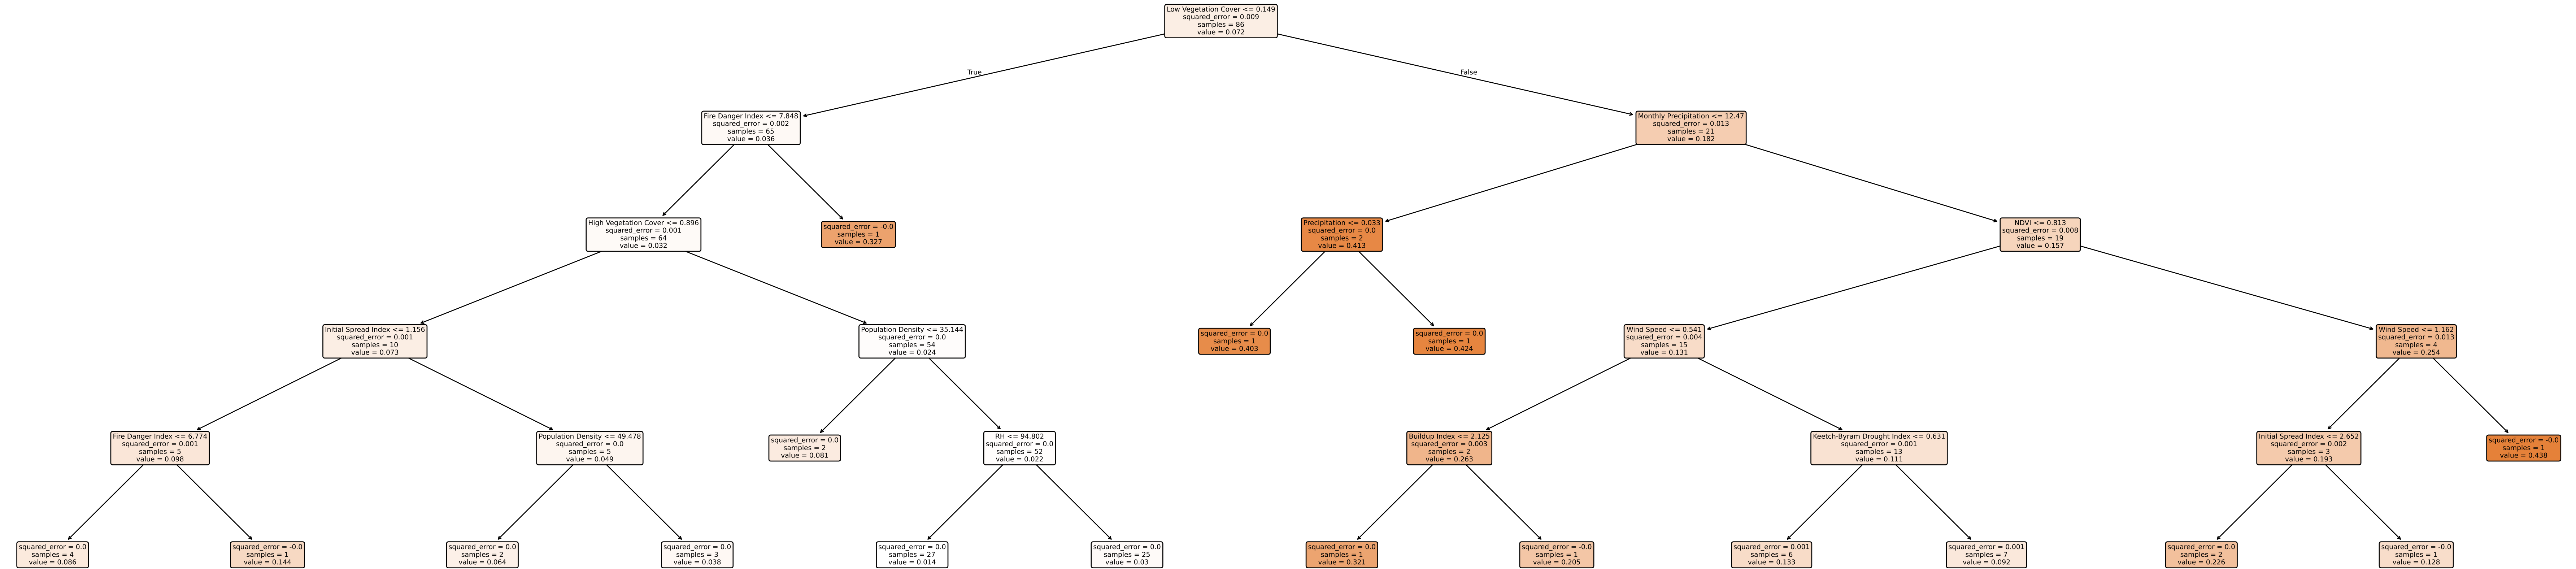 Low Vegetation Cover <= 0.149
squared_error = 0.009
samples = 86
value = 0.072
True
False
Fire Danger Index <= 7.848
squared_error = 0.002
samples = 65
value = 0.036
Monthly Precipitation <= 12.47
squared_error = 0.013
samples = 21
value = 0.182
High Vegetation Cover <= 0.896
squared_error = 0.001
samples = 64
value = 0.032
squared_error = -0.0
samples = 1
value = 0.327
Precipitation <= 0.033
squared_error = 0.0
samples = 2
value = 0.413
NDVI <= 0.813
squared_error = 0.008
samples = 19
value = 0.157
Initial Spread Index <= 1.156
squared_error = 0.001
samples = 10
value = 0.073
Population Density <= 35.144
squared_error = 0.0
samples = 54
value = 0.024
squared_error = 0.0
samples = 1
value = 0.403
squared_error = 0.0
samples = 1
value = 0.424
Wind Speed <= 0.541
squared_error = 0.004
samples = 15
value = 0.131
Wind Speed <= 1.162
squared_error = 0.013
samples = 4
value = 0.254
Fire Danger Index <= 6.774
squared_error = 0.001
samples = 5
value = 0.098
Population Density <= 49.478
squared_error = 0.0
samples = 5
value = 0.049
squared_error = 0.0
samples = 2
value = 0.081
RH <= 94.802
squared_error = 0.0
samples = 52
value = 0.022
Buildup Index <= 2.125
squared_error = 0.003
samples = 2
value = 0.263
Keetch-Byram Drought Index <= 0.631
squared_error = 0.001
samples = 13
value = 0.111
Initial Spread Index <= 2.652
squared_error = 0.002
samples = 3
value = 0.193
squared_error = -0.0
samples = 1
value = 0.438
squared_error = 0.0
samples = 4
value = 0.086
squared_error = -0.0
samples = 1
value = 0.144
squared_error = 0.0
samples = 2
value = 0.064
squared_error = 0.0
samples = 3
value = 0.038
squared_error = 0.0
samples = 27
value = 0.014
squared_error = 0.0
samples = 25
value = 0.03
squared_error = 0.0
samples = 1
value = 0.321
squared_error = -0.0
samples = 1
value = 0.205
squared_error = 0.001
samples = 6
value = 0.133
squared_error = 0.001
samples = 7
value = 0.092
squared_error = 0.0
samples = 2
value = 0.226
squared_error = -0.0
samples = 1
value = 0.128